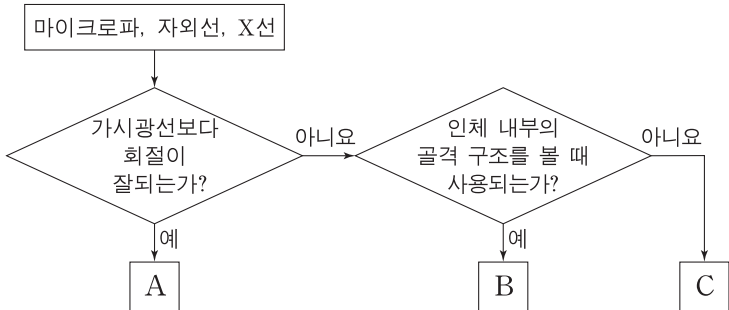 마이크로파, 자외선, X선
가시광선보다
회절이
잘되는가?
아니요
인체 내부의
골격 구조를 볼 때
사용되는가?
아니요
예
예
A
B
C